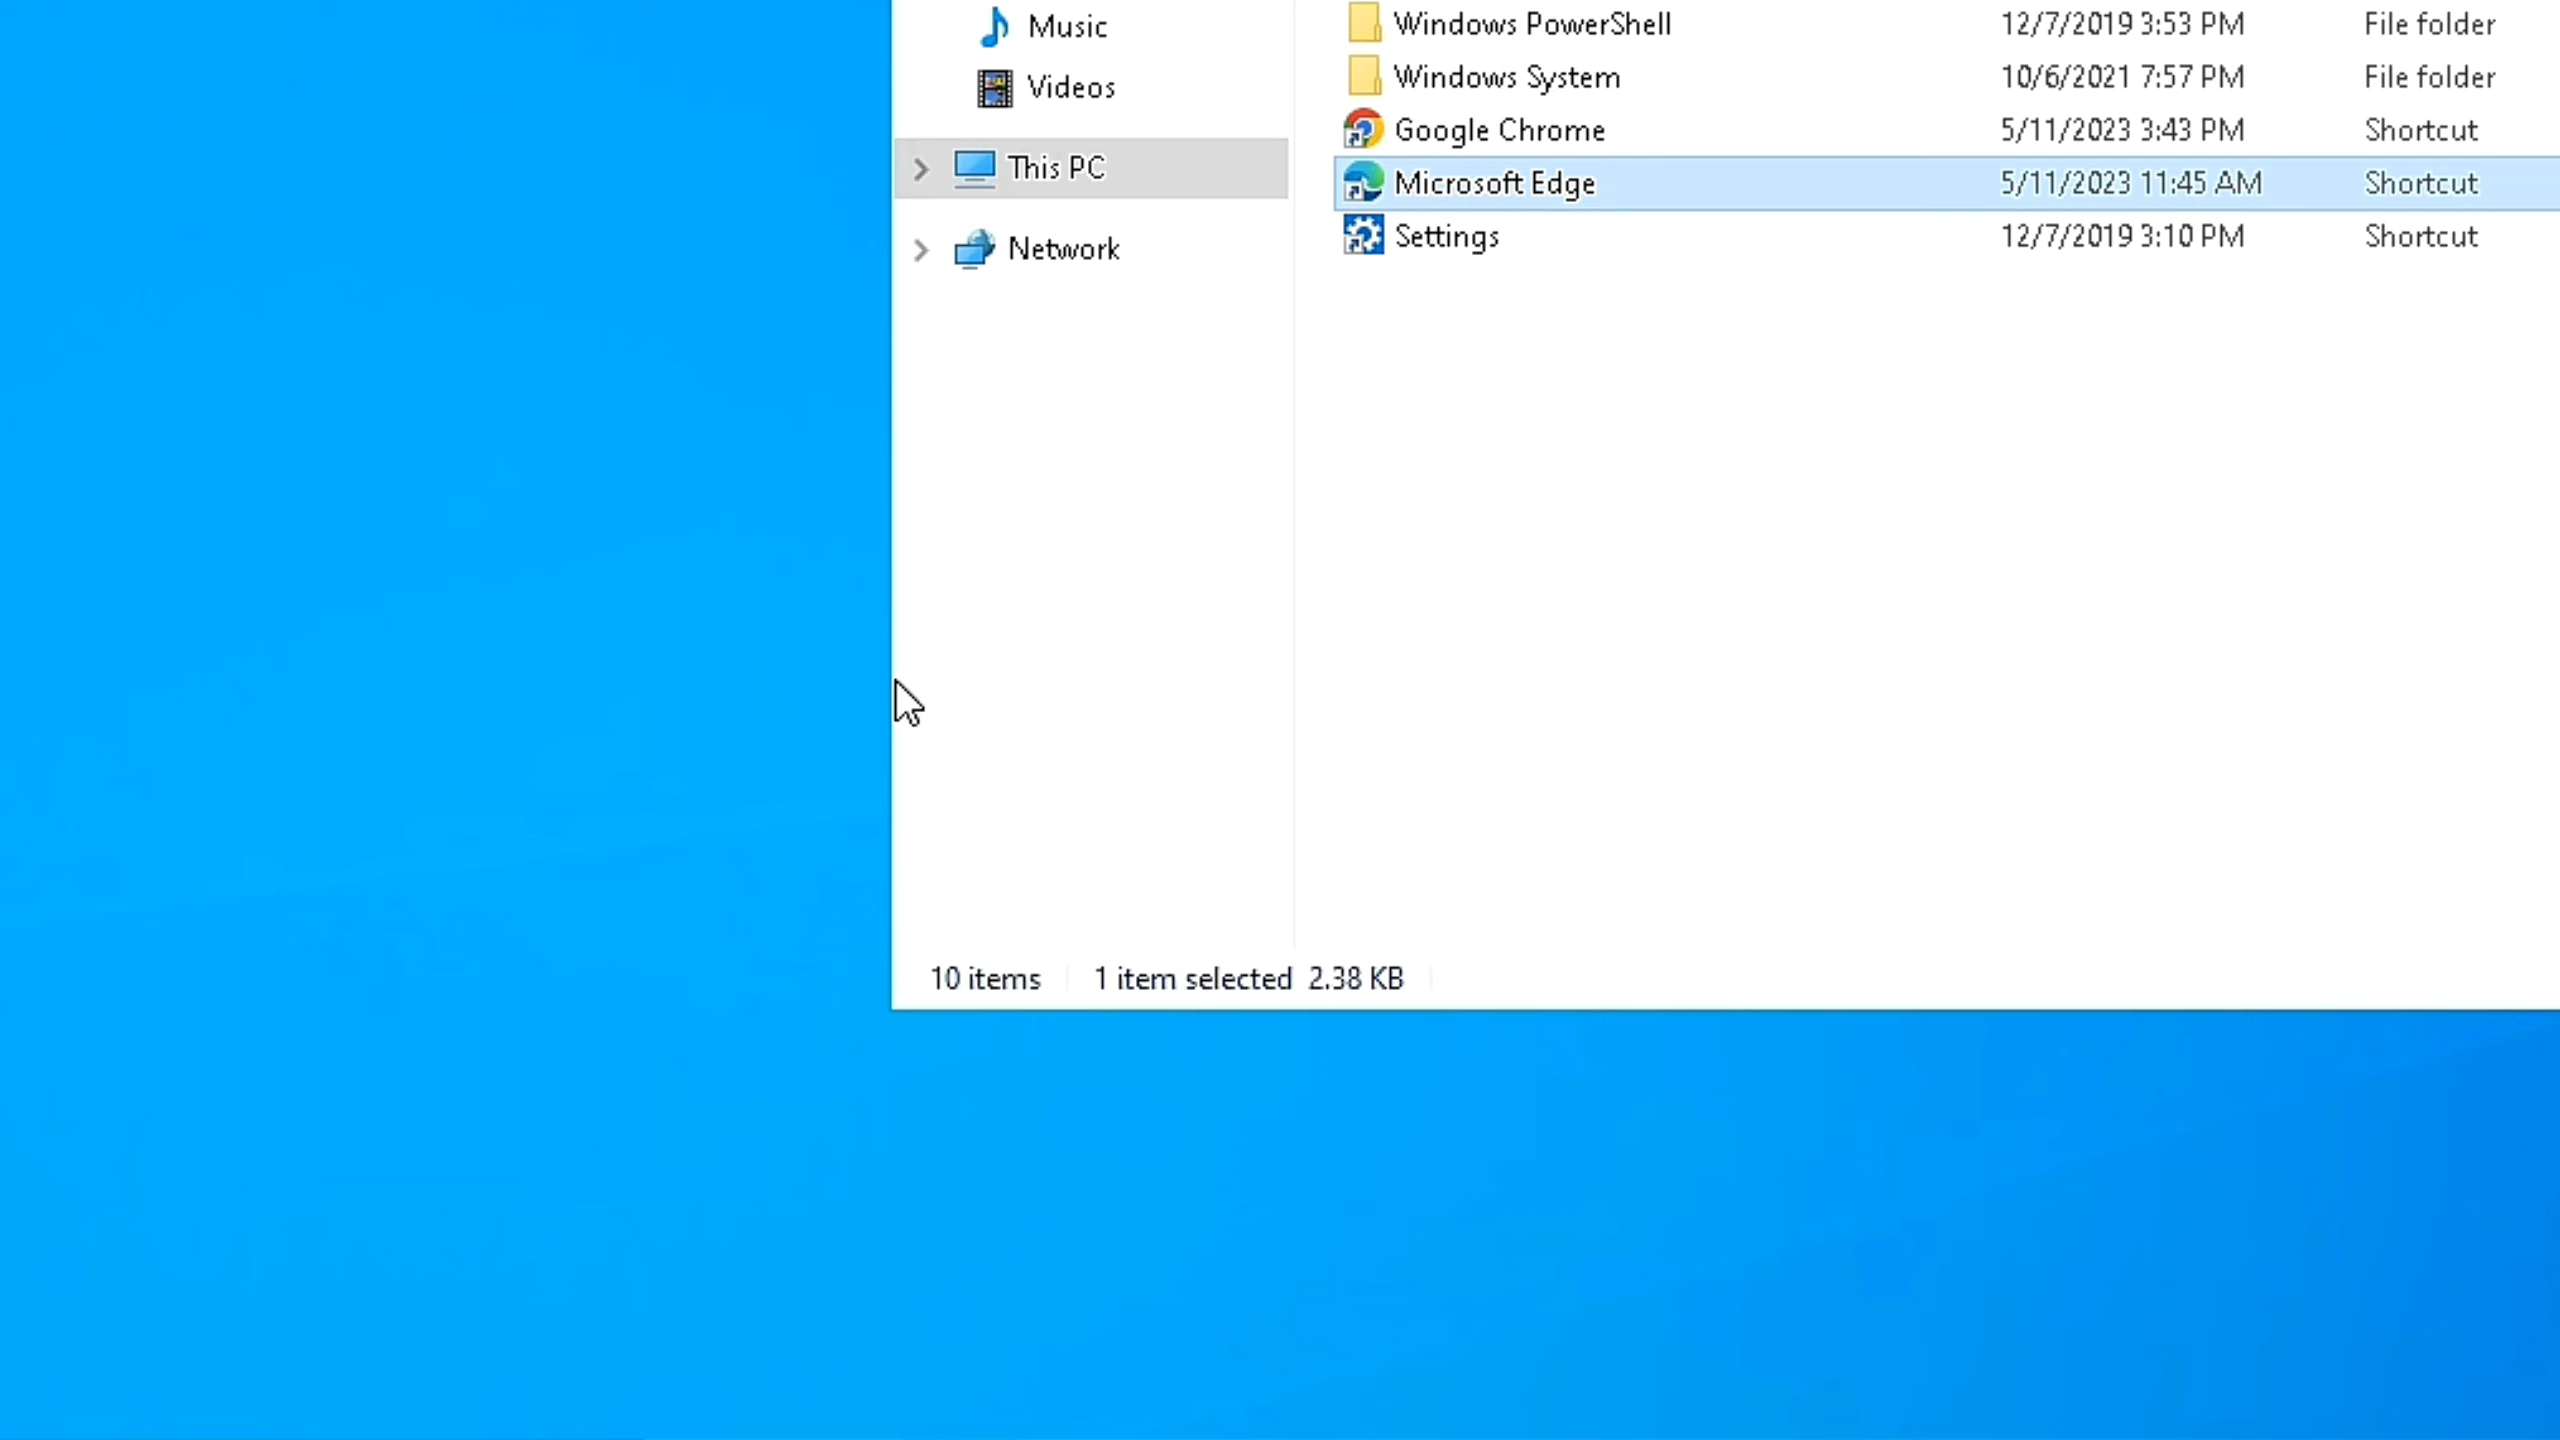 Music
Videos
This PC
Network
Windows PowerShell 12/7/2019 3:53 PM File folder
Windows System 10/6/2021 7:57 PM File folder
Google Chrome 5/11/2023 3:43 PM Shortcut
Microsoft Edge 5/11/2023 11:45 AM Shortcut
Settings 12/7/2019 3:10 PM Shortcut
10 items 1 item selected 2.38 KB